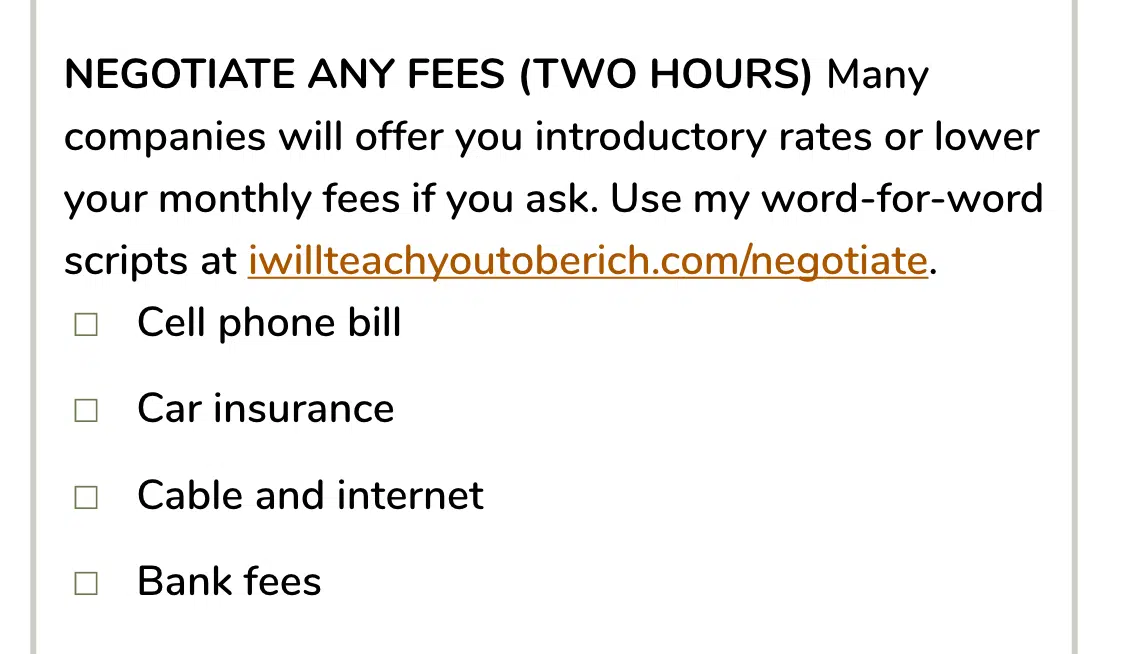 NEGOTIATE ANY FEES (TWO HOURS) Many
companies will offer you introductory rates or lower
your monthly fees if you ask. Use my word-for-word
scripts at iwillteachyoutoberich.com/negotiate.
☐ Cell phone bill
☐ Car insurance
☐ Cable and internet
☐ Bank fees